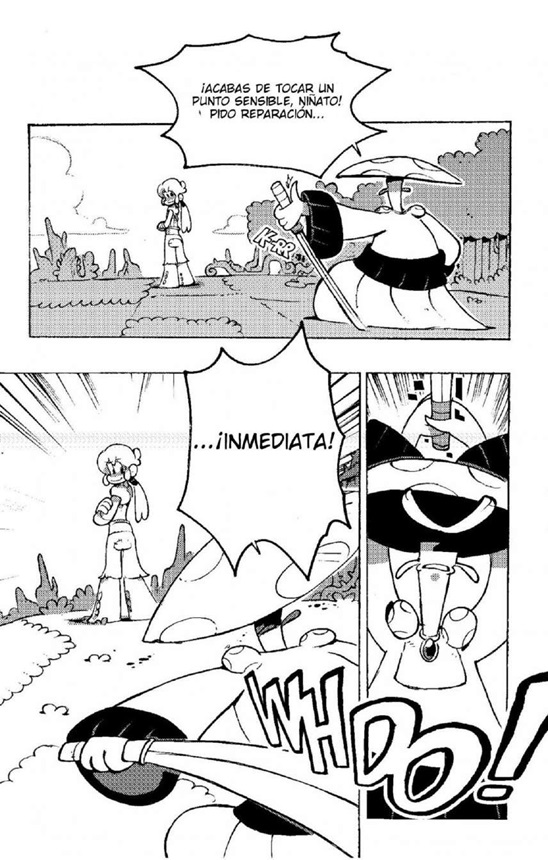 ¡ACABAS DE TOCAR UN
PUNTO SENSIBLE, NIÑATO!
PIDO REPARACIÓN...
K-RR
...¡INMEDIATA!
WHDO!